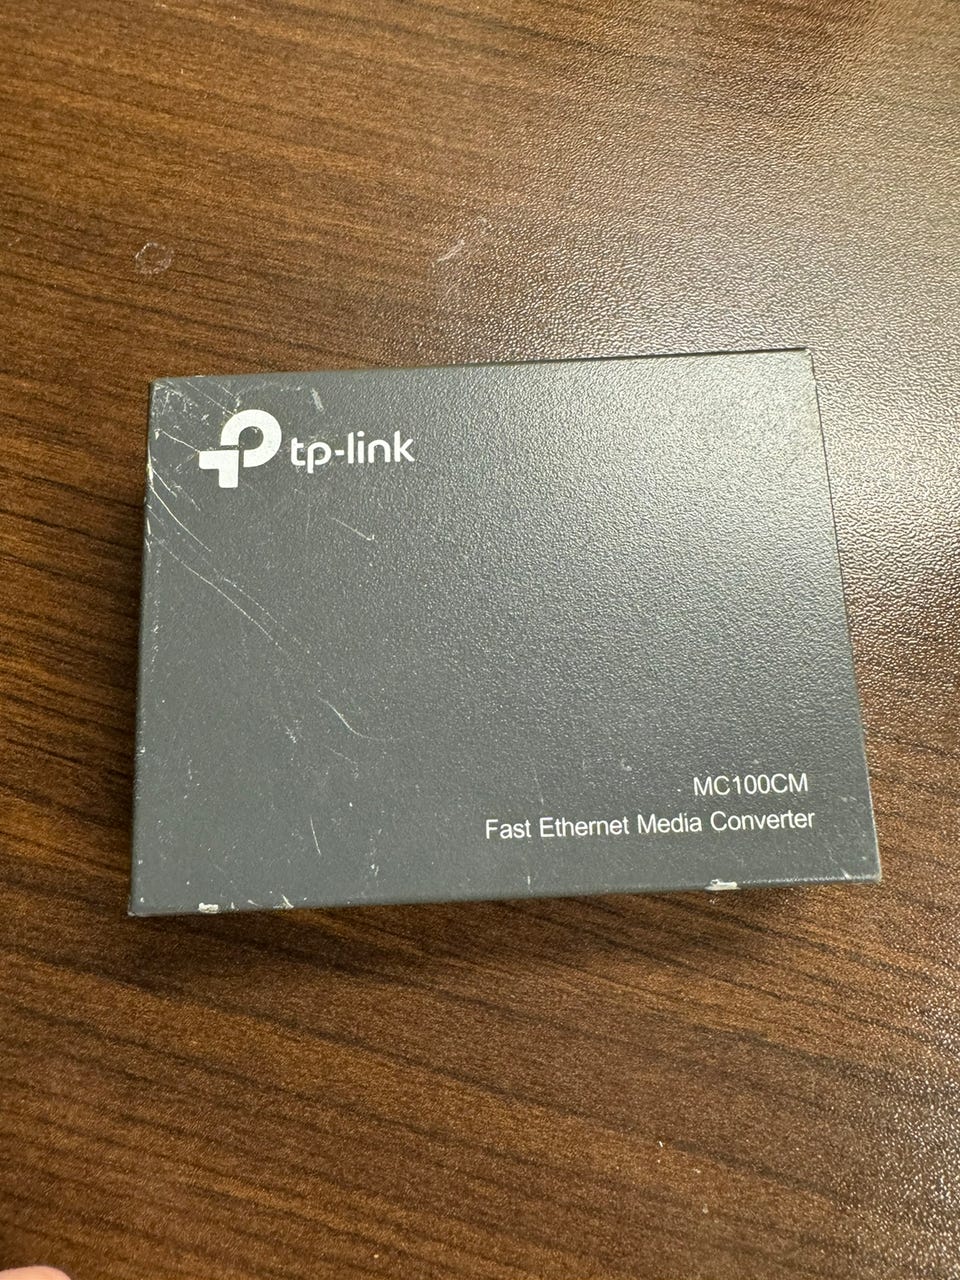 tp-link
MC100CM
Fast Ethernet Media Converter